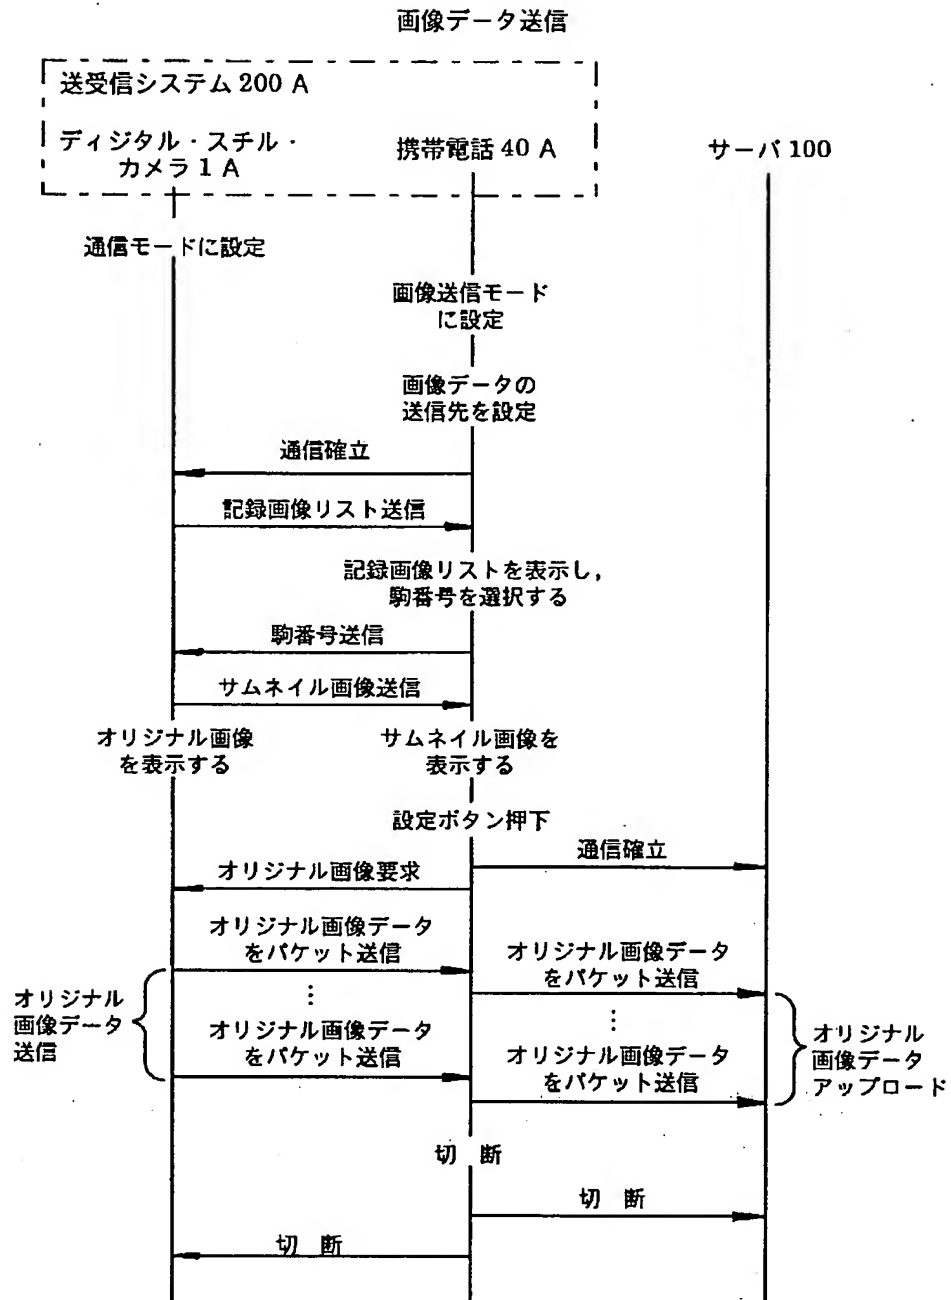 画像データ送信
送受信システム 200 A
ディジタル・スチル・
カメラ 1 A
携帯電話 40 A
サーバ 100
通信モードに設定
画像送信モード
に設定
画像データの
送信先を設定
通信確立
記録画像リスト送信
記録画像リストを表示し,
駒番号を選択する
駒番号送信
サムネイル画像送信
オリジナル画像
を表示する
サムネイル画像を
表示する
設定ボタン押下
通信確立
オリジナル画像要求
オリジナル画像データ
をパケット送信
オリジナル画像データ
をパケット送信
オリジナル
画像データ
送信
⋮
⋮
オリジナル画像データ
をパケット送信
オリジナル画像データ
をパケット送信
オリジナル
画像データ
アップロード
切 断
切 断
切 断